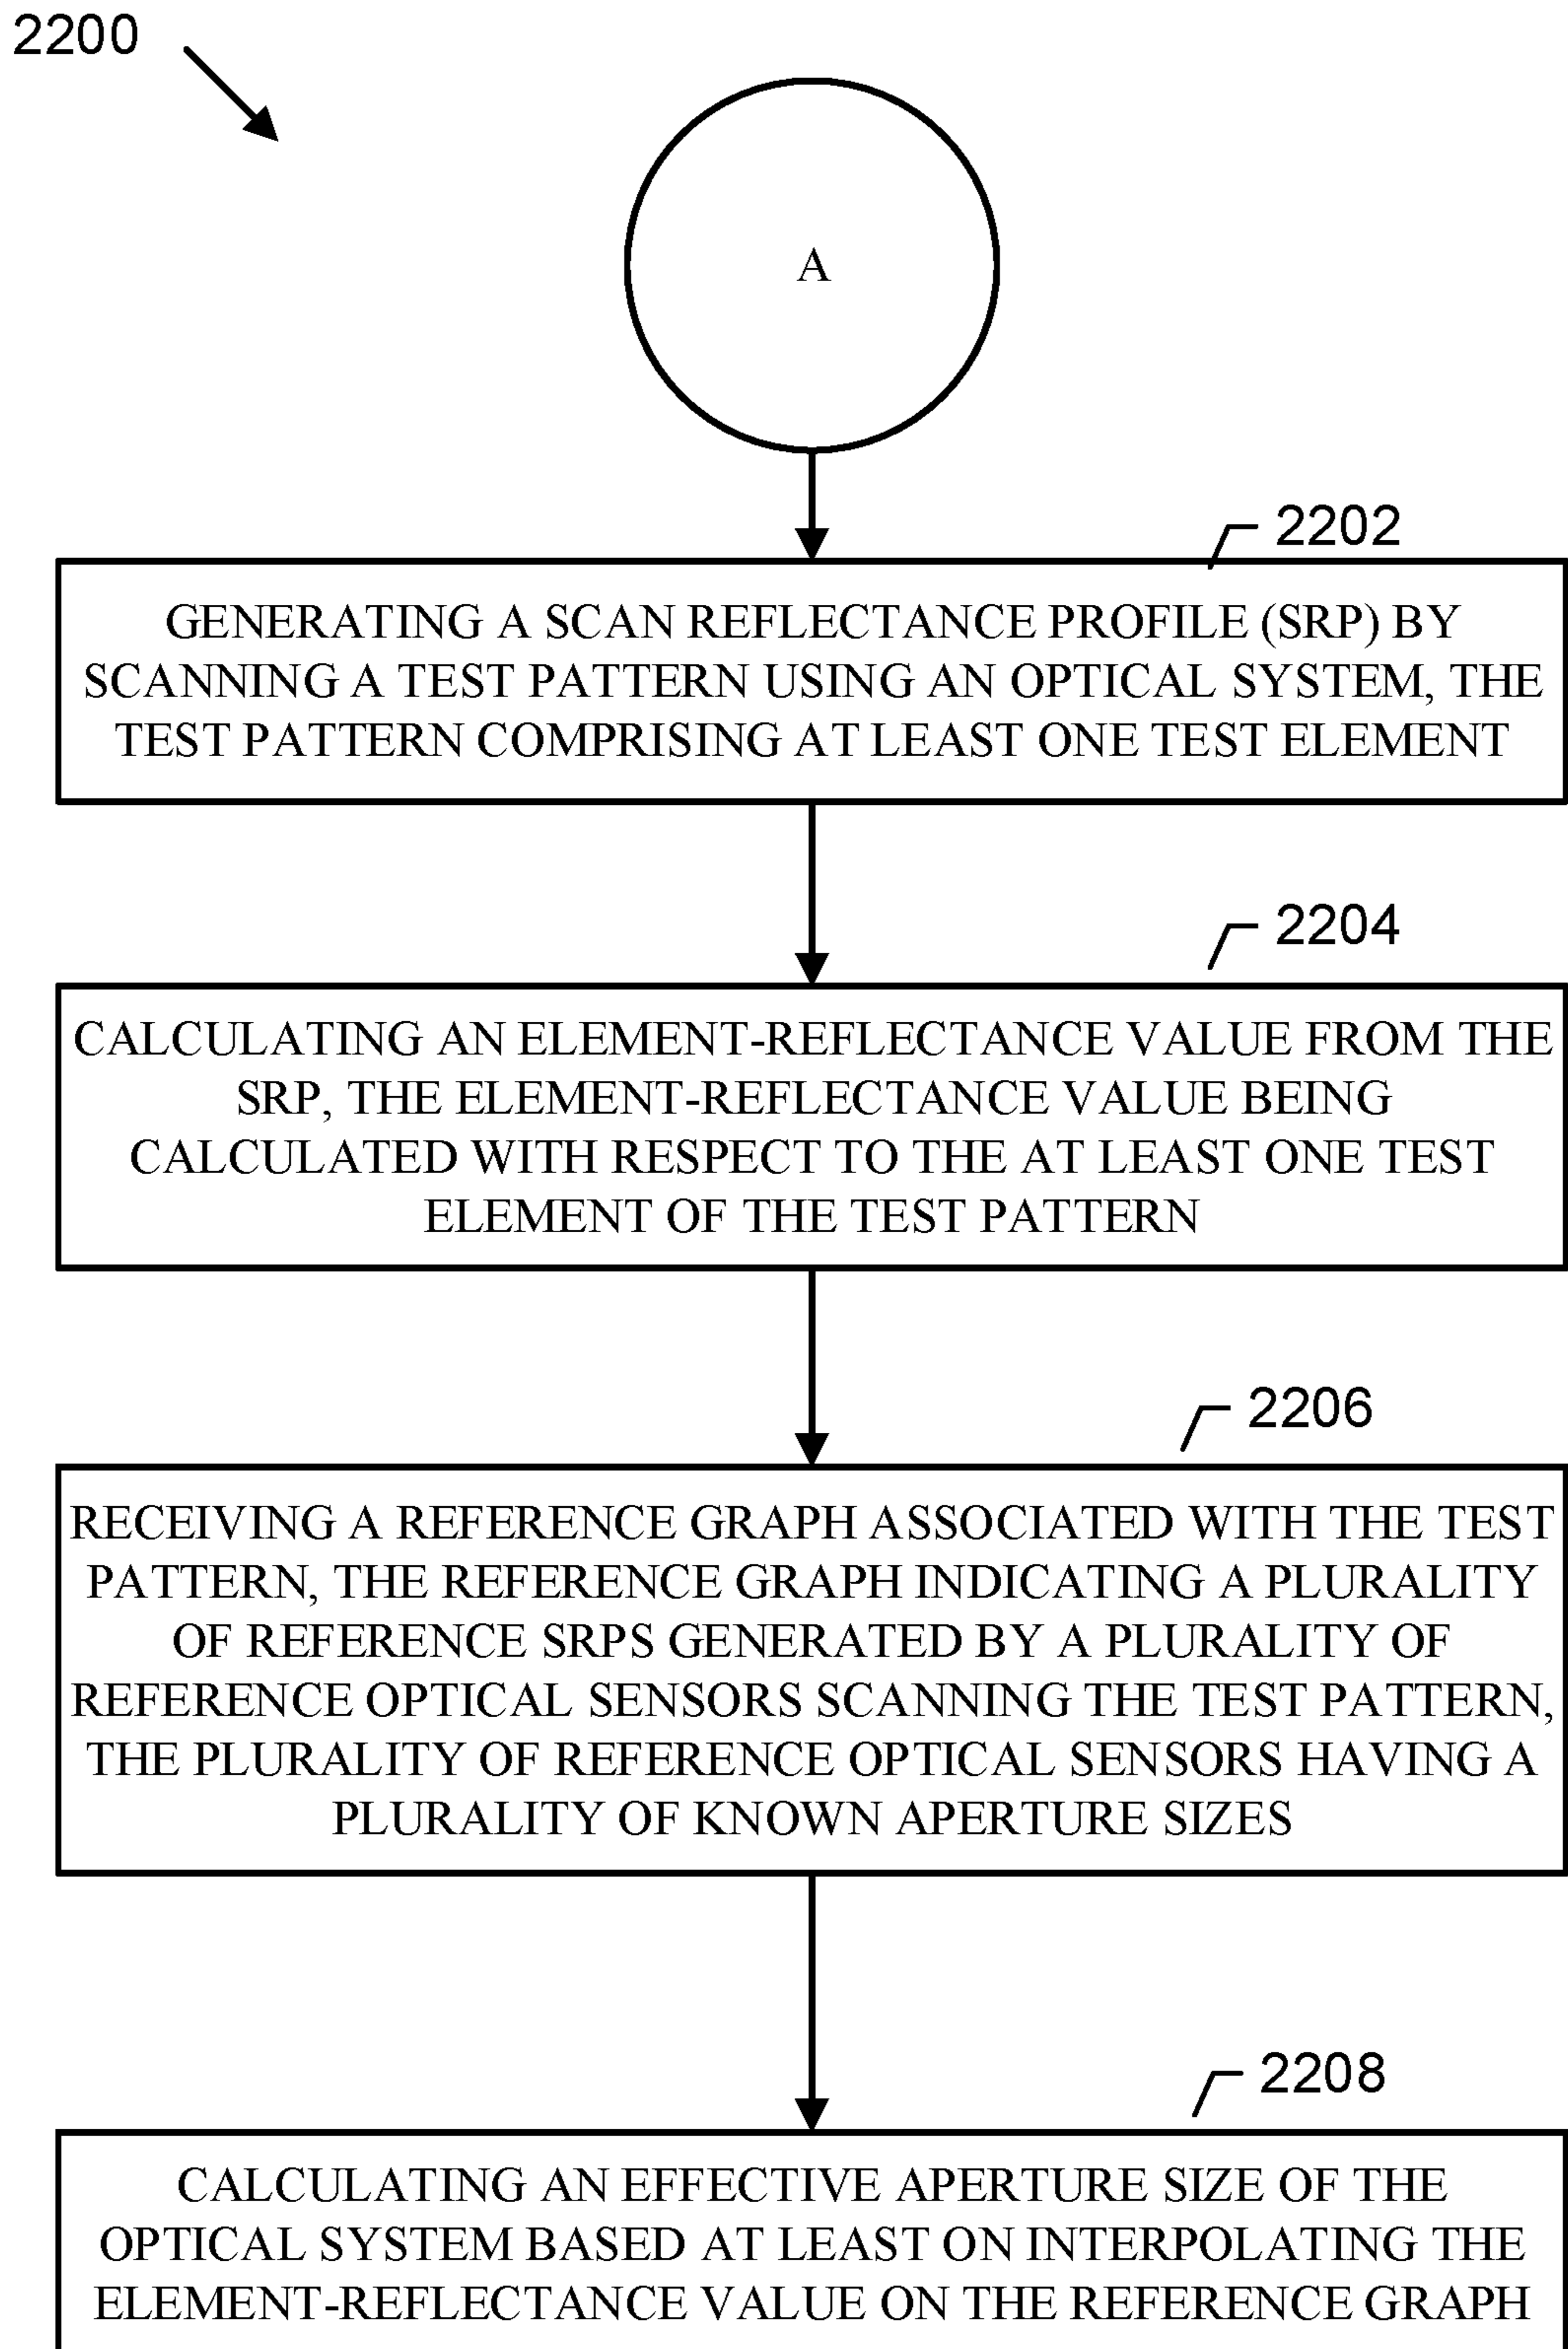 2200
A
2202
GENERATING A SCAN REFLECTANCE PROFILE (SRP) BY
SCANNING A TEST PATTERN USING AN OPTICAL SYSTEM, THE
TEST PATTERN COMPRISING AT LEAST ONE TEST ELEMENT
2204
CALCULATING AN ELEMENT-REFLECTANCE VALUE FROM THE
SRP, THE ELEMENT-REFLECTANCE VALUE BEING
CALCULATED WITH RESPECT TO THE AT LEAST ONE TEST
ELEMENT OF THE TEST PATTERN
2206
RECEIVING A REFERENCE GRAPH ASSOCIATED WITH THE TEST
PATTERN, THE REFERENCE GRAPH INDICATING A PLURALITY
OF REFERENCE SRPS GENERATED BY A PLURALITY OF
REFERENCE OPTICAL SENSORS SCANNING THE TEST PATTERN,
THE PLURALITY OF REFERENCE OPTICAL SENSORS HAVING A
PLURALITY OF KNOWN APERTURE SIZES
2208
CALCULATING AN EFFECTIVE APERTURE SIZE OF THE
OPTICAL SYSTEM BASED AT LEAST ON INTERPOLATING THE
ELEMENT-REFLECTANCE VALUE ON THE REFERENCE GRAPH